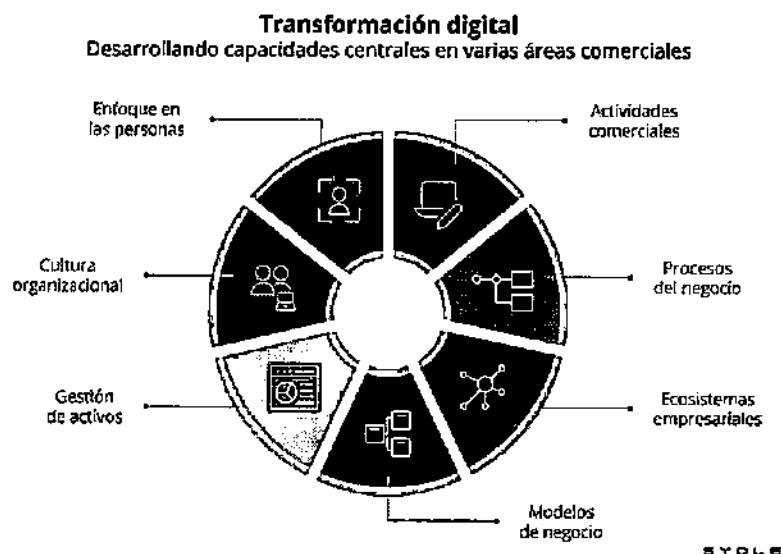 Transformación digital
Desarrollando capacidades centrales en varias áreas comerciales
Enfoque en
las personas
Actividades
comerciales
Cultura
organizacional
Procesos
del negocio
Gestión
de activos
Ecosistemas
empresariales
Modelos
de negocio